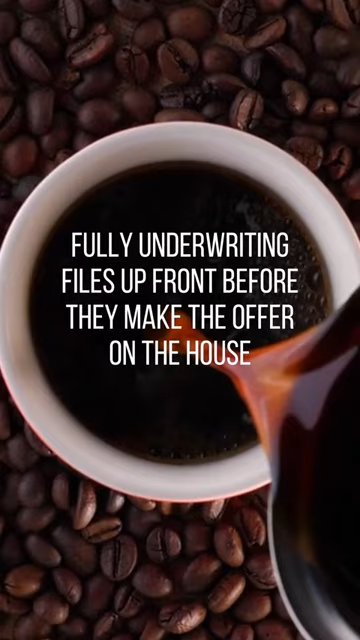 FULLY UNDERWRITING
FILES UP FRONT BEFORE
THEY MAKE THE OFFER
ON THE HOUSE